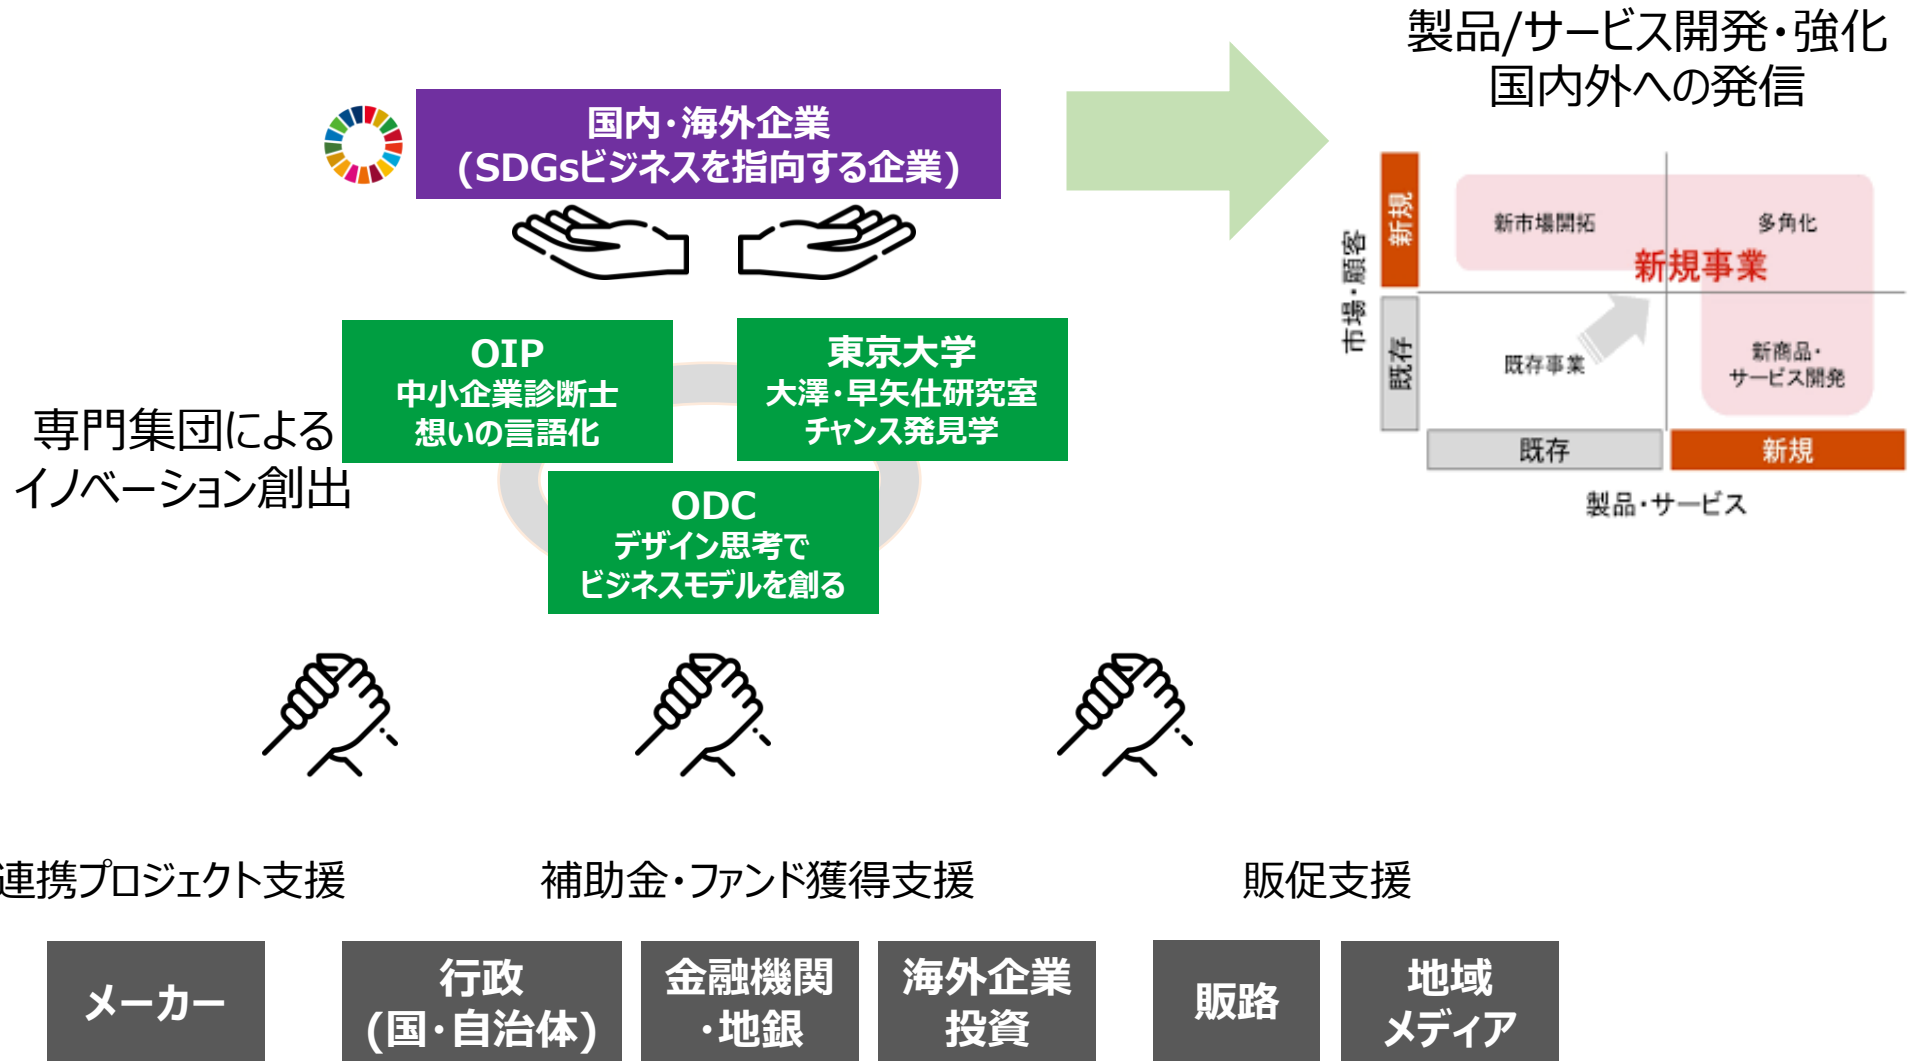 製品/サービス開発・強化
国内外への発信
国内・海外企業
(SDGsビジネスを指向する企業)
新規
新市場開拓
多角化
新規事業
市場・顧客
既存
既存事業
新商品・
サービス開発
既存
新規
製品・サービス
OIP
中小企業診断士
想いの言語化
東京大学
大澤・早矢仕研究室
チャンス発見学
専門集団による
イノベーション創出
ODC
デザイン思考で
ビジネスモデルを創る
連携プロジェクト支援
補助金・ファンド獲得支援
販促支援
メーカー
行政
(国・自治体)
金融機関
・地銀
海外企業
投資
販路
地域
メディア